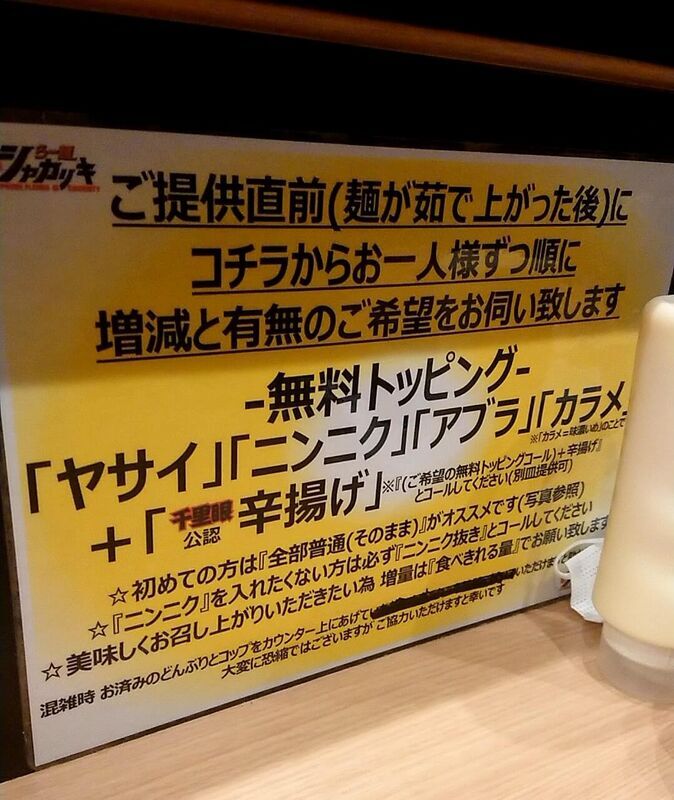 らー麺
シャカリキ
ご提供直前(麺が茹で上がった後)に
コチラからお一人様ずつ順に
増減と有無のご希望をお伺い致します
-無料トッピング-
「ヤサイ」「ニンニク」「アブラ」「カラメ」
※「カラメ=味濃いめ」のことで
+「千里眼公認 辛揚げ」※『(ご希望の無料トッピングコール)+辛揚げ』
とコールしてください(別皿提供可)
☆初めての方は『全部普通(そのまま)』がオススメです(写真参照)
☆『ニンニク』を入れたくない方は必ず『ニンニク抜き』とコールしてください
☆美味しくお召し上がりいただきたい為 増量は『食べきれる量』でお願い致します
混雑時 お済みのどんぶりとコップをカウンター上にあげて いただけます
大変に恐縮ではございますが ご協力いただけますと幸いです